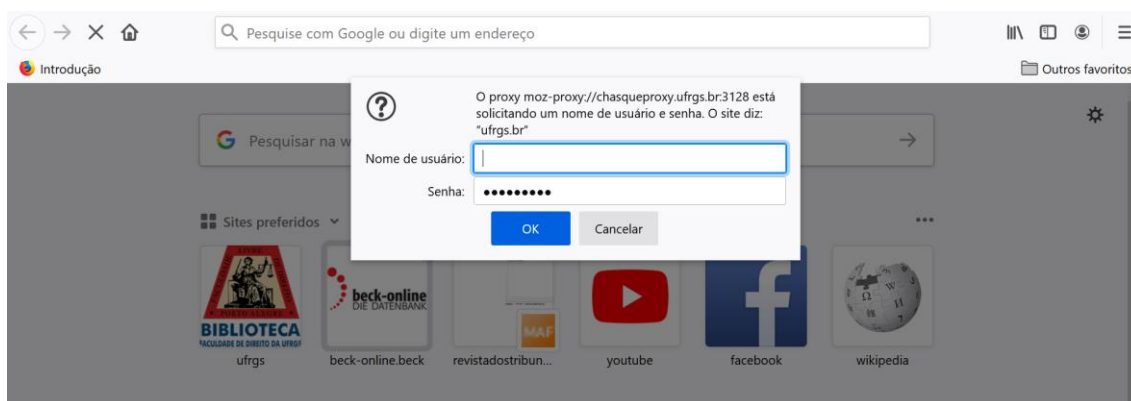 Pesquise com Google ou digite um endereço
Introdução
Outros favoritos
O proxy moz-proxy://chasqueproxy.ufrgs.br:3128 está
solicitando um nome de usuário e senha. O site diz:
"ufrgs.br"
Pesquisar na w
Nome de usuário:
Senha:
OK
Cancelar
Sites preferidos
BIBLIOTECA
FACULDADE DE DIREITO DA UFRGS
beck-online
DIE DATENBANK
MAF
W
Ω
И
ufrgs
beck-online.beck
revistadostribun...
youtube
facebook
wikipedia